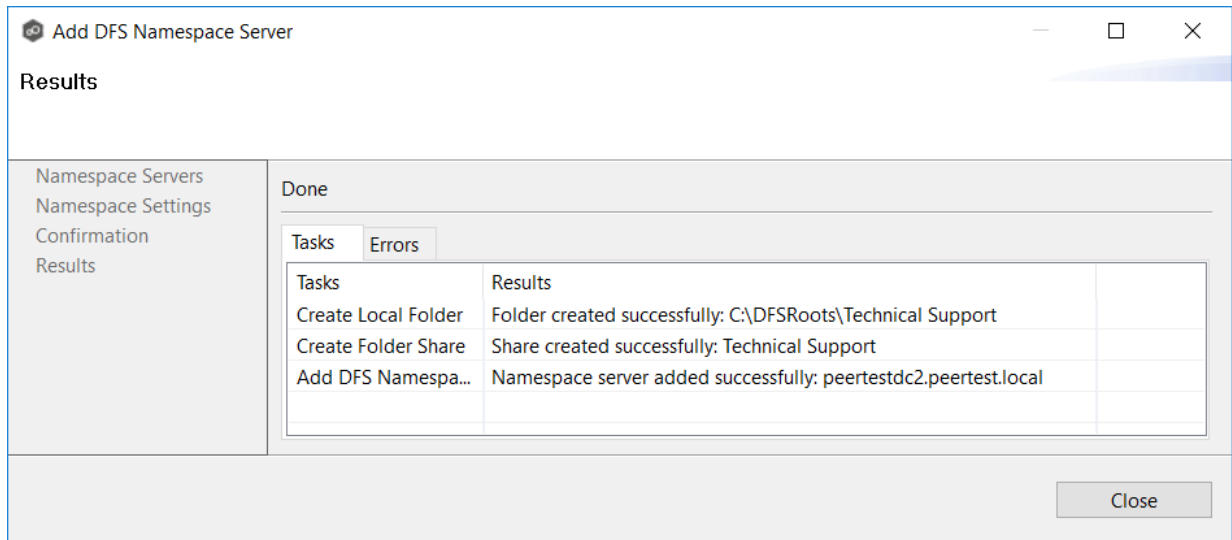 Add DFS Namespace Server
Results
Namespace Servers
Namespace Settings
Confirmation
Results
Done
Tasks Errors
Tasks Results
Create Local Folder Folder created successfully: C:\DFSRoots\Technical Support
Create Folder Share Share created successfully: Technical Support
Add DFS Namespa... Namespace server added successfully: peertestdc2.peertest.local
Close